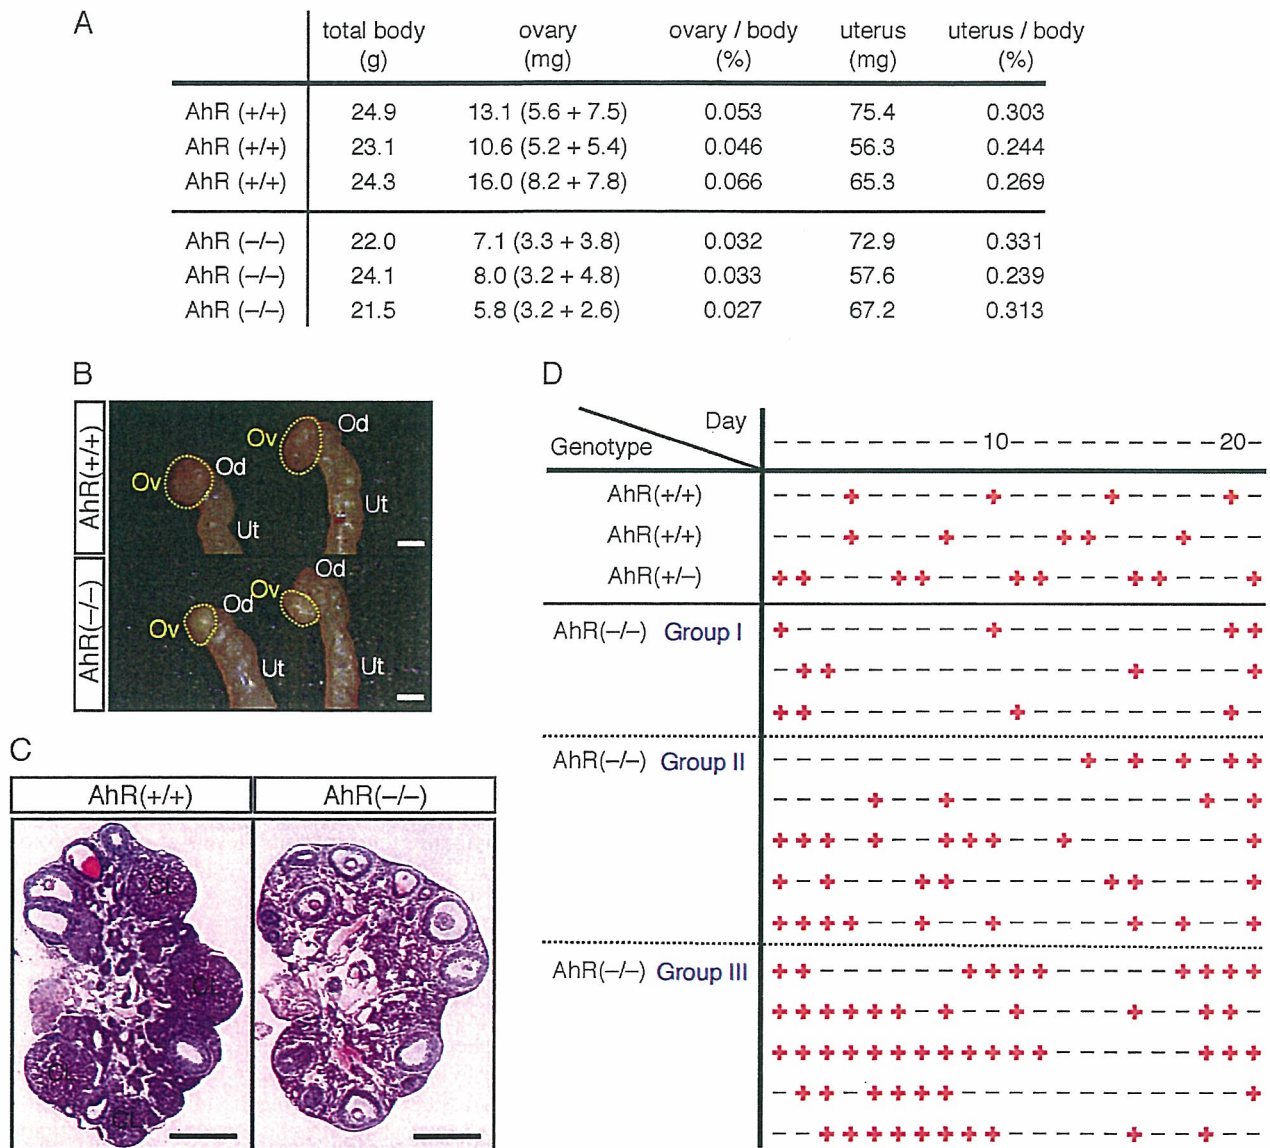 A
total body (g) ovary (mg) ovary / body (%) uterus (mg) uterus / body (%)
AhR (+/+) 24.9 13.1 (5.6 + 7.5) 0.053 75.4 0.303
AhR (+/+) 23.1 10.6 (5.2 + 5.4) 0.046 56.3 0.244
AhR (+/+) 24.3 16.0 (8.2 + 7.8) 0.066 65.3 0.269
AhR (–/–) 22.0 7.1 (3.3 + 3.8) 0.032 72.9 0.331
AhR (–/–) 24.1 8.0 (3.2 + 4.8) 0.033 57.6 0.239
AhR (–/–) 21.5 5.8 (3.2 + 2.6) 0.027 67.2 0.313
B
AhR(+/+)
Ov Od Ut
Ov Od Ut
AhR(–/–)
Ov Od Ut
Ov Od Ut
C
AhR(+/+) AhR(–/–)
CL
CL
CL
CL
D
Day
Genotype
– – – – – – – – – 10 – – – – – – – – – 20 –
AhR(+/+) – – – + – – – – – + – – – – + – – – – + –
AhR(+/+) – – – + – – – + – – – – + + – – – + – – –
AhR(+/–) + + – – – + + – – – + + – – – + + – – – +
AhR(–/–) Group I + – – – – – – – – + – – – – – – – – – + +
– + + – – – – – – – – – – – – + – – – – +
+ + – – – – – – – – + – – – – – – – – + –
AhR(–/–) Group II – – – – – – – – – – – – – + – + – + – + +
– – – – + – – + – – – – – – – – – – + – +
+ + + – + – – + + + – – + – – – – – – – +
+ – + – – – + + – – – – – – + + – – – – +
+ + + + – – + – – + – – – – – + – + – – +
AhR(–/–) Group III + + – – – – – – + + + + – – – – – + + + +
+ + + + + + – + – – + – – – – + – – + + –
+ + + + + + + + + + + + – – – – – – + + +
– + + – + + + + – – – – – – – – – – – – +
– – + + + + + + + + – – – – – + – – + – –